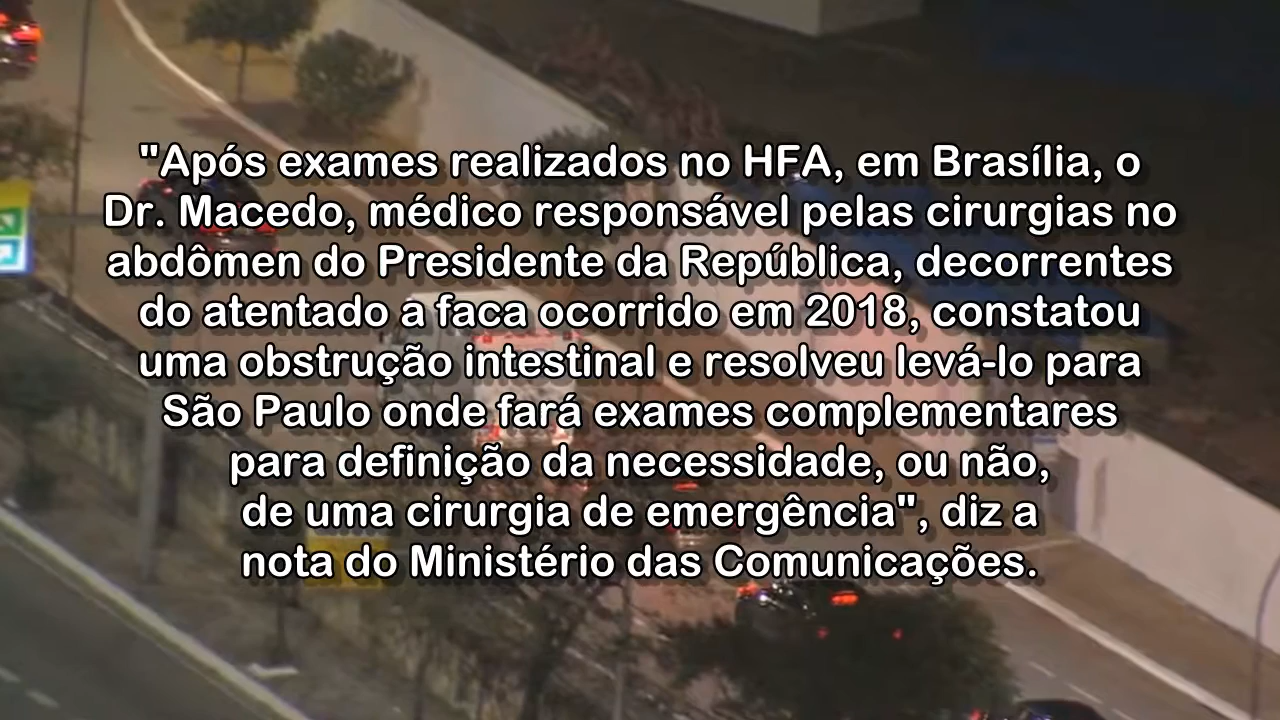 "Após exames realizados no HFA, em Brasília, o
Dr. Macedo, médico responsável pelas cirurgias no
abdômen do Presidente da República, decorrentes
do atentado a faca ocorrido em 2018, constatou
uma obstrução intestinal e resolveu levá-lo para
São Paulo onde fará exames complementares
para definição da necessidade, ou não,
de uma cirurgia de emergência", diz a
nota do Ministério das Comunicações.